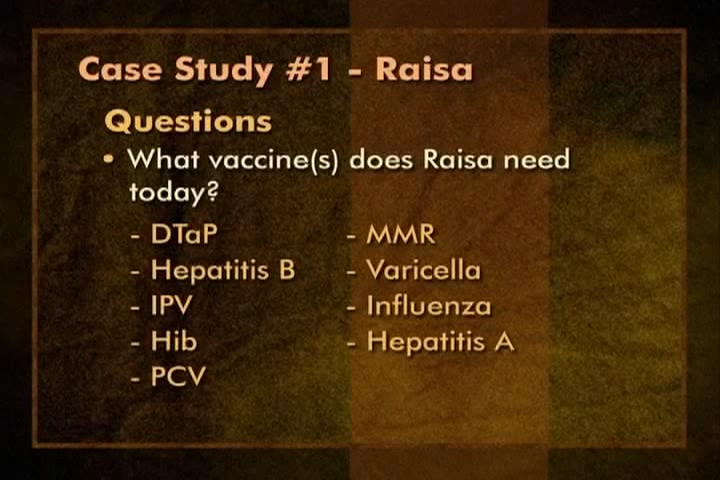 Case Study #1 - Raisa
Questions
• What vaccine(s) does Raisa need
today?
- DTaP
- Hepatitis B
- IPV
- Hib
- PCV
- MMR
- Varicella
- Influenza
- Hepatitis A